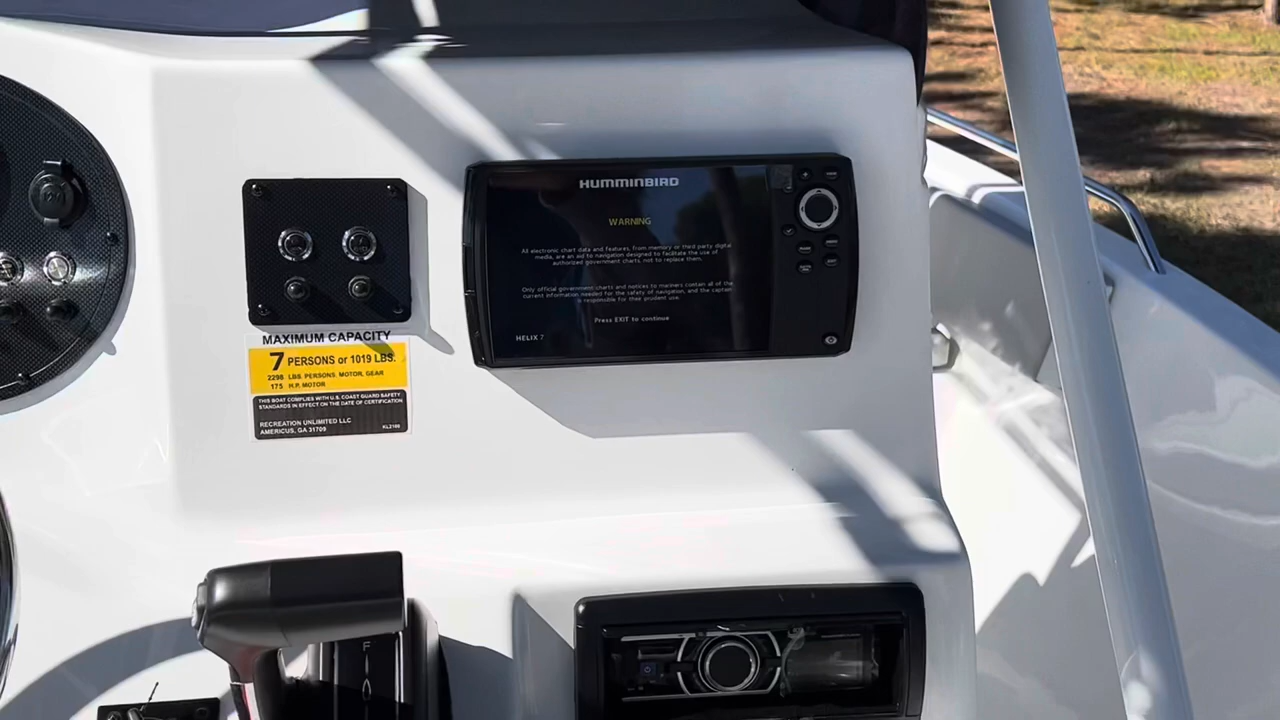 HUMMINBIRD
WARNING
All electronic chart data and features, from memory or third party digital
media, are an aid to navigation designed to facilitate the use of
authorized government charts, not to replace them.
Only official government charts and notices to mariners contain all of the
current information needed for the safety of navigation, and the captain
is responsible for their prudent use.
Press EXIT to continue
HELIX 7
MAXIMUM CAPACITY
7 PERSONS or 1019 LBS.
2298 LBS. PERSONS, MOTOR, GEAR
175 H.P. MOTOR
THIS BOAT COMPLIES WITH U.S. COAST GUARD SAFETY
STANDARDS IN EFFECT ON THE DATE OF CERTIFICATION
RECREATION UNLIMITED LLC
AMERICUS, GA 31709
F